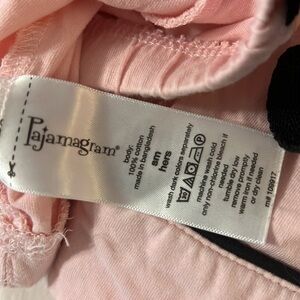 Pajamagram®
body:
100% cotton
made in bangladesh
sm
hers
wash dark colors separately
machine wash cold
only non-chlorine bleach if
needed
tumble dry low
remove promptly
warm iron if needed
or dry clean